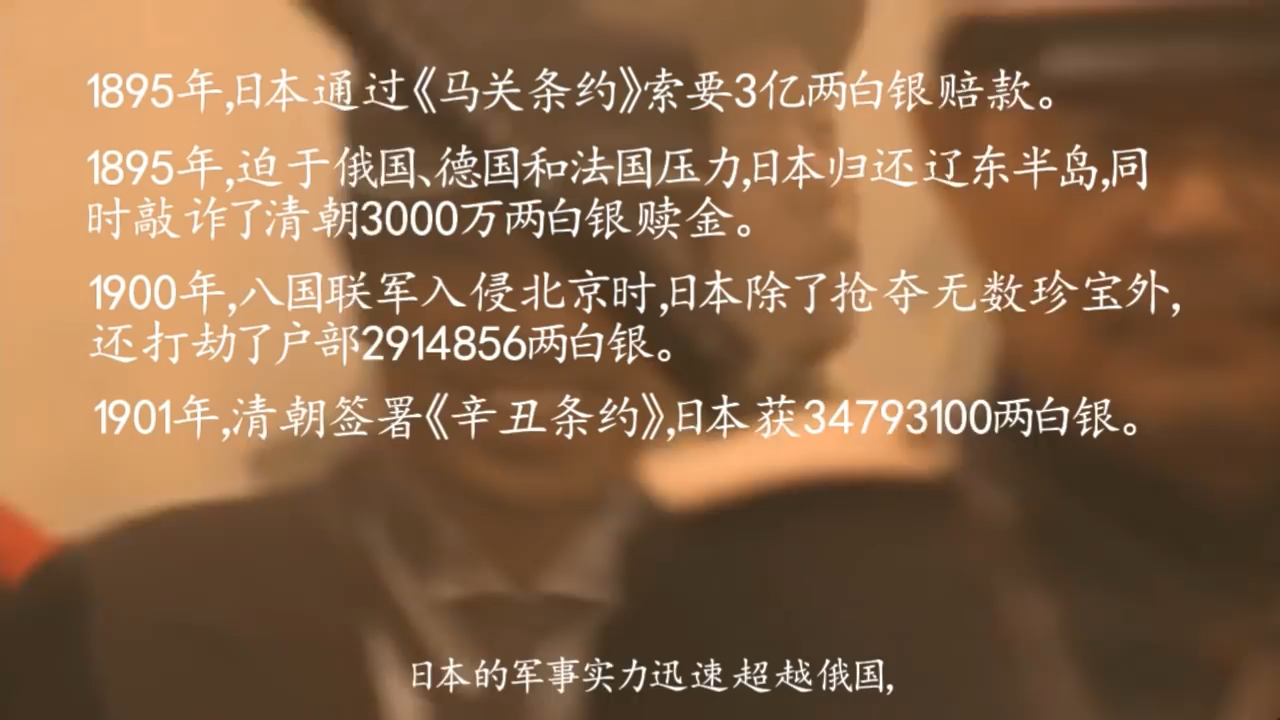 1895年,日本通过《马关条约》索要3亿两白银赔款。
1895年,迫于俄国、德国和法国压力,日本归还辽东半岛,同
时敲诈了清朝3000万两白银赎金。
1900年,八国联军入侵北京时,日本除了抢夺无数珍宝外,
还打劫了户部2914856两白银。
1901年,清朝签署《辛丑条约》,日本获34793100两白银。
日本的军事实力迅速超越俄国,